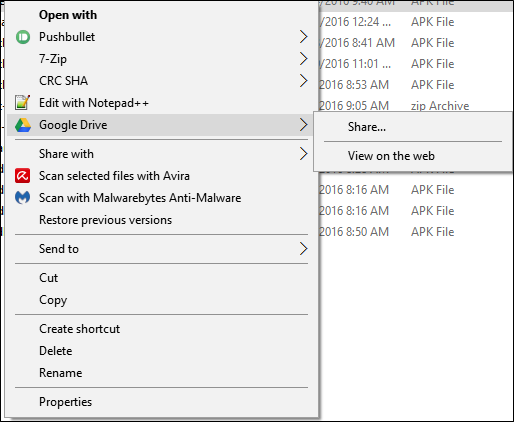 Open with
Pushbullet
7-Zip
CRC SHA
Edit with Notepad++
Google Drive
Share with
Scan selected files with Avira
Scan with Malwarebytes Anti-Malware
Restore previous versions
Send to
Cut
Copy
Create shortcut
Delete
Rename
Properties
Share...
View on the web
/2016 12:24 ... APK File
/2016 8:41 AM APK File
/2016 11:01 ... APK File
2016 8:53 AM APK File
2016 9:05 AM zip Archive
2016 8:16 AM APK File
2016 8:16 AM APK File
2016 8:50 AM APK File